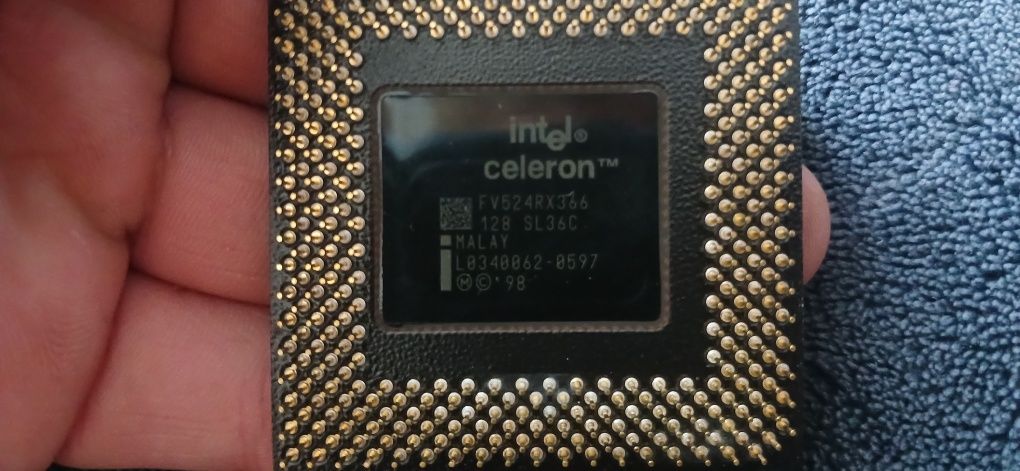 intel®
celeron™
FV524RX366
128 SL36C
MALAY
L0340062-0597
Ⓜ©'98